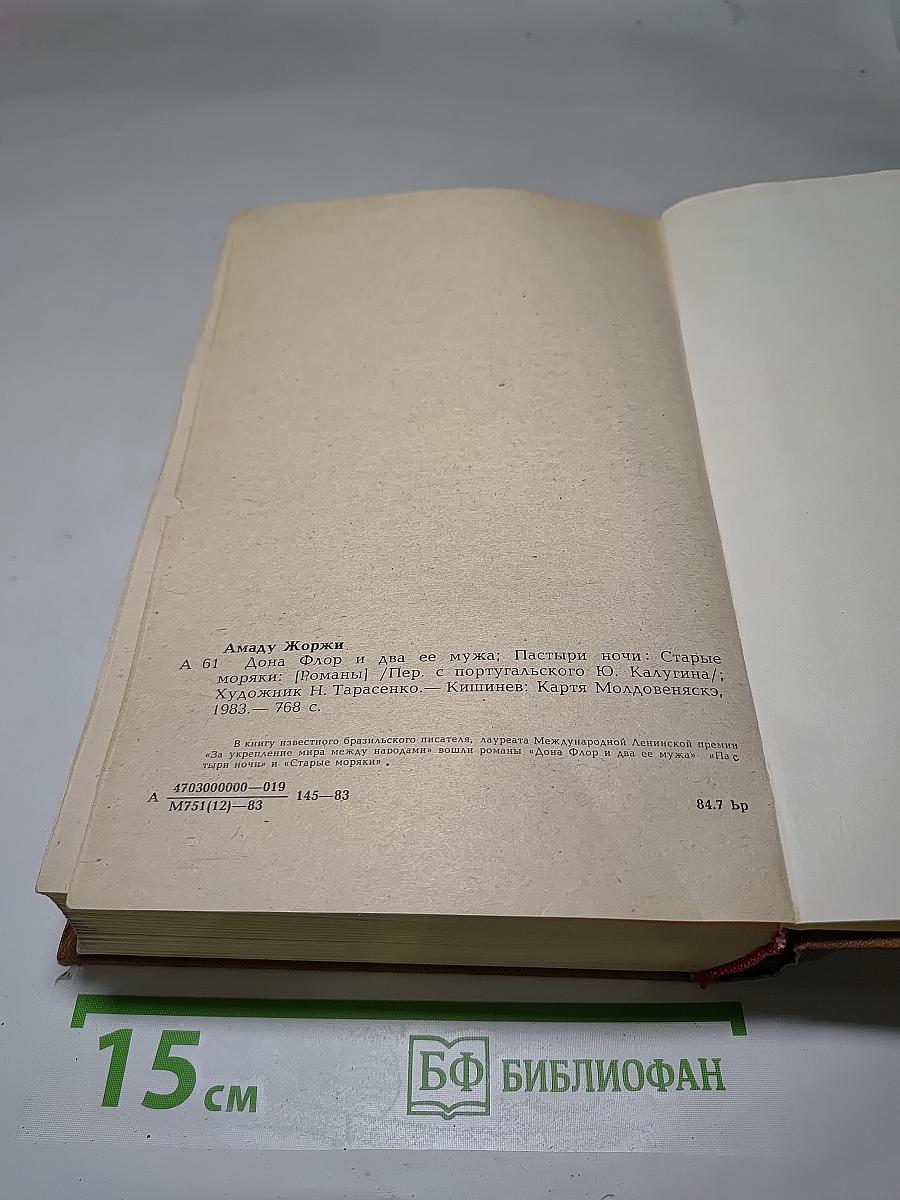 Амаду Жоржи
А 61 Дона Флор и два ее мужа; Пастыри ночи: Старые
моряки: [Романы] /Пер. с португальского Ю. Калугина/;
Художник Н. Тарасенко.— Кишинев: Картя Молдовеняскэ,
1983.— 768 с.
В книгу известного бразильского писателя, лауреата Международной Ленинской премии
«За укрепление мира между народами» вошли романы «Дона Флор и два ее мужа» «Пас
тыри ночи» и «Старые моряки».
А 4703000000—019 145—83
М751(12)—83
84.7 Ьр
15 см
БФ БИБЛИОФАН